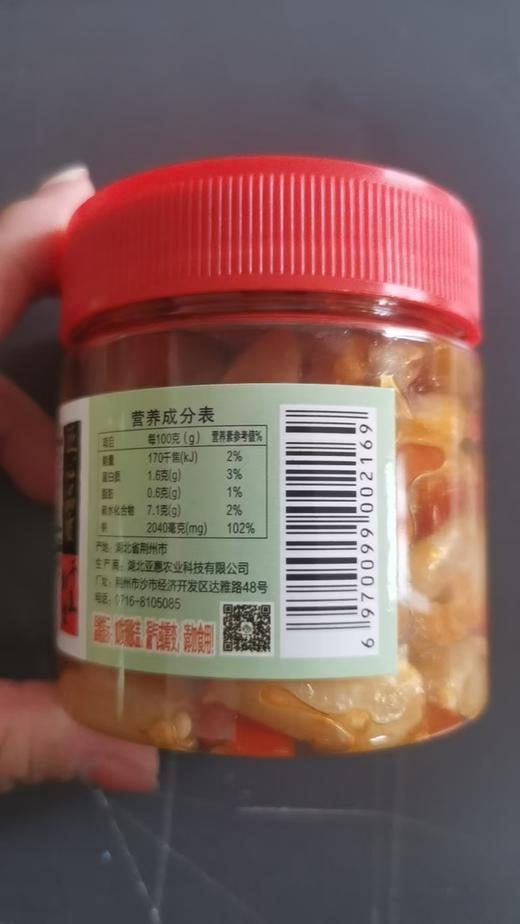 营养成分表
项目 每100克(g) 营养素参考值%
能量 170千焦(kJ) 2%
蛋白质 1.6克(g) 3%
脂肪 0.6克(g) 1%
碳水化合物 7.1克(g) 2%
钠 2040毫克(mg) 102%
产地: 湖北省荆州市
生产商: 湖北亚惠农业科技有限公司
厂址: 荆州市沙市经济开发区达雅路48号
电话: 0716-8105085
请勿食用!
6 970099 002169